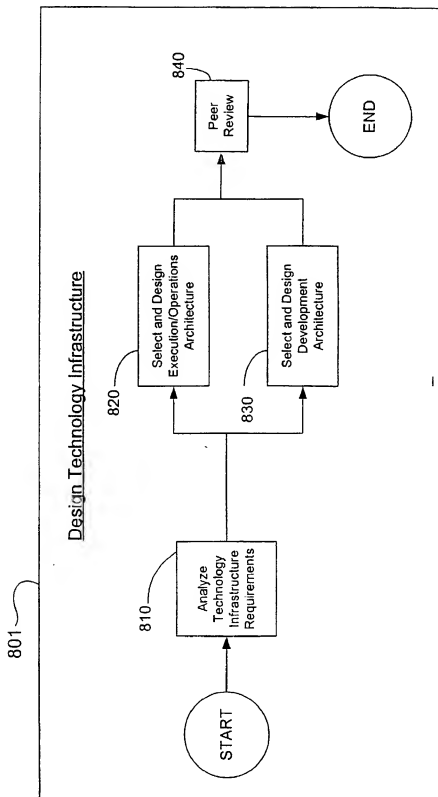 801
Design Technology Infrastructure
START
810
Analyze
Technology
Infrastructure
Requirements
820
Select and Design
Execution/Operations
Architecture
830
Select and Design
Development
Architecture
840
Peer
Review
END